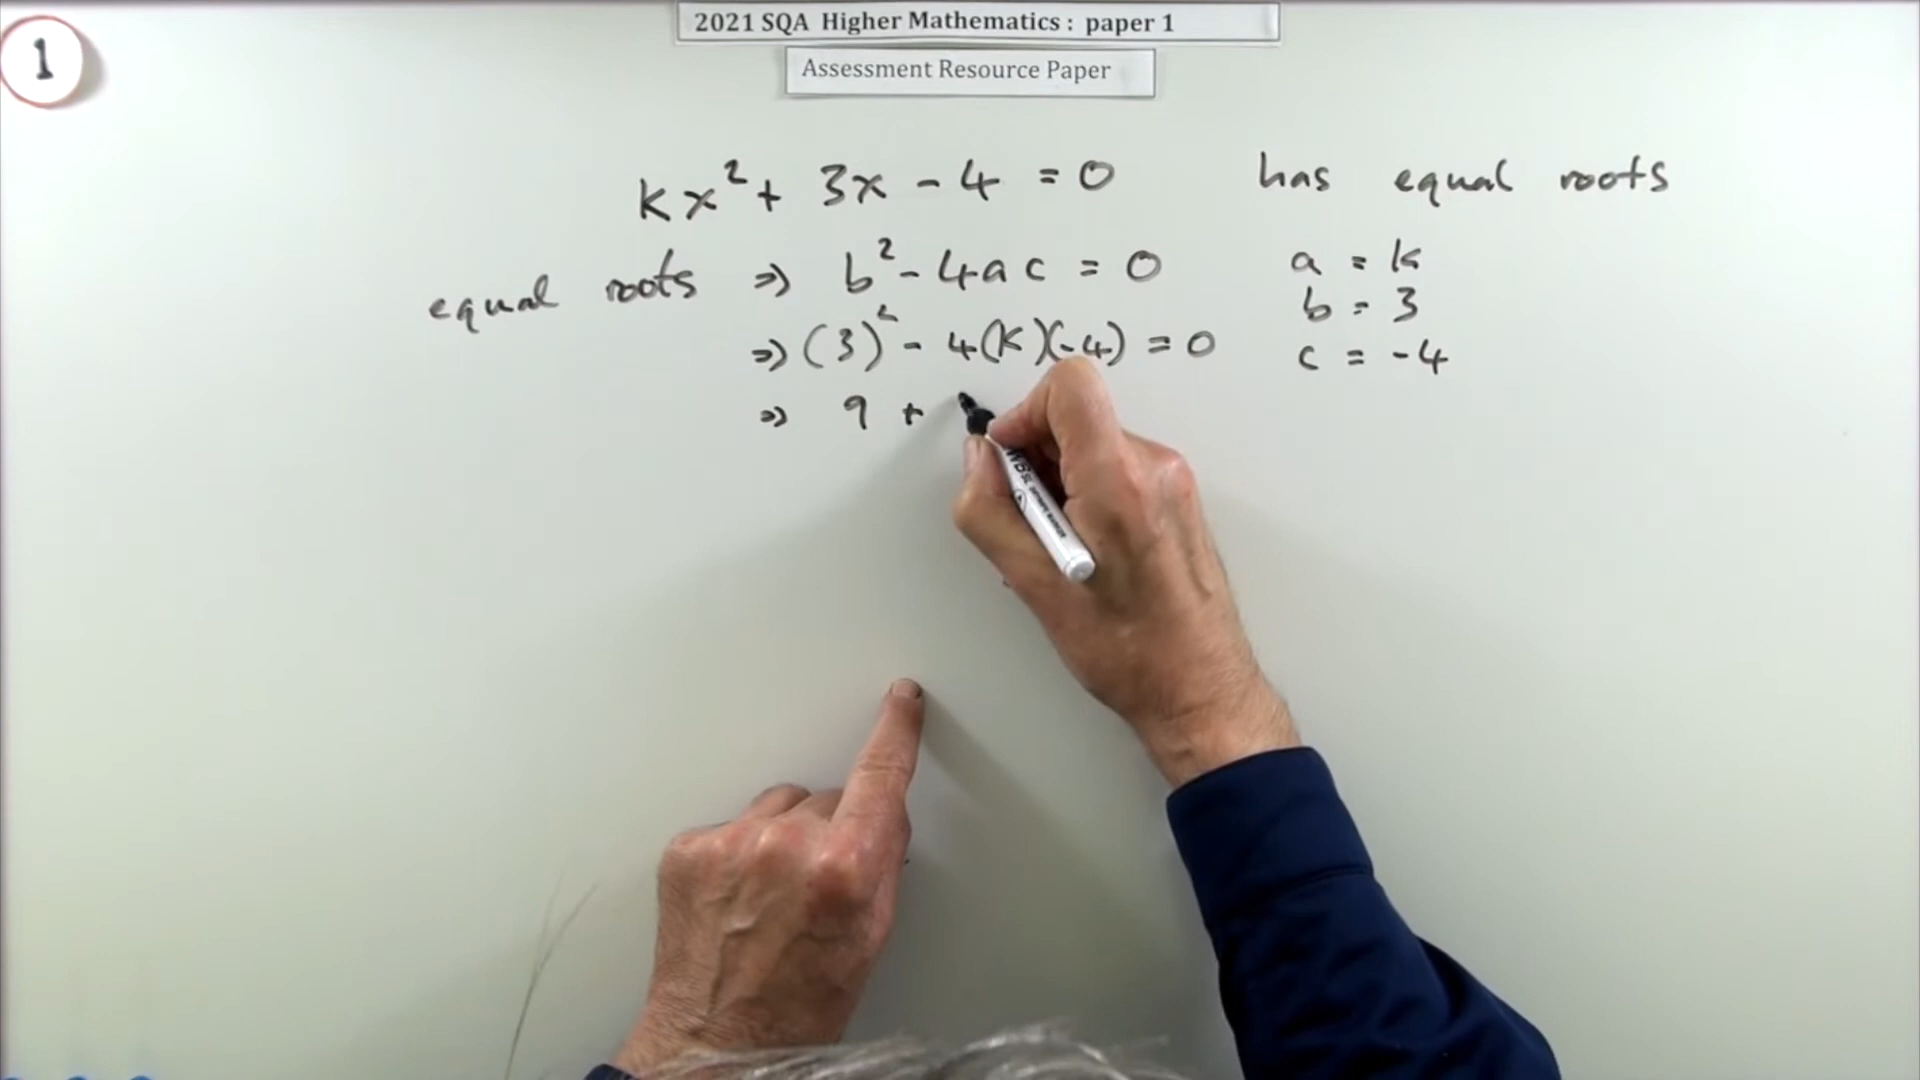 1
2021 SQA Higher Mathematics : paper 1
Assessment Resource Paper
kx² + 3x - 4 = 0 has equal roots
equal roots ⇒ b² - 4ac = 0
a = k
b = 3
c = -4
⇒ (3)² - 4(k)(-4) = 0
⇒ 9 +